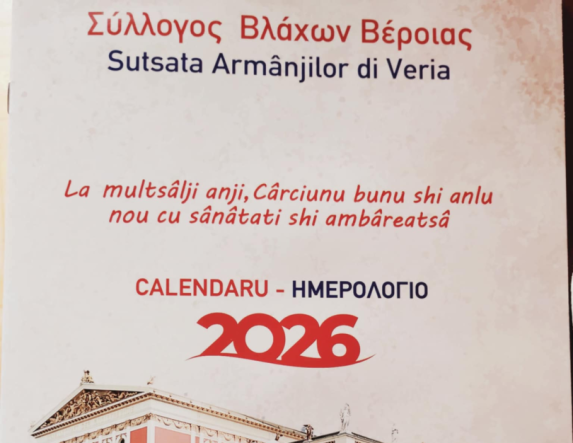 Σύλλογος Βλάχων Βέροιας
Sutsata Armânjilor di Veria
La multsâlji anji, Cârciunu bunu shi anlu
nou cu sânâtati shi ambâreatsâ
CALENDARU - ΗΜΕΡΟΛΟΓΙΟ
2026